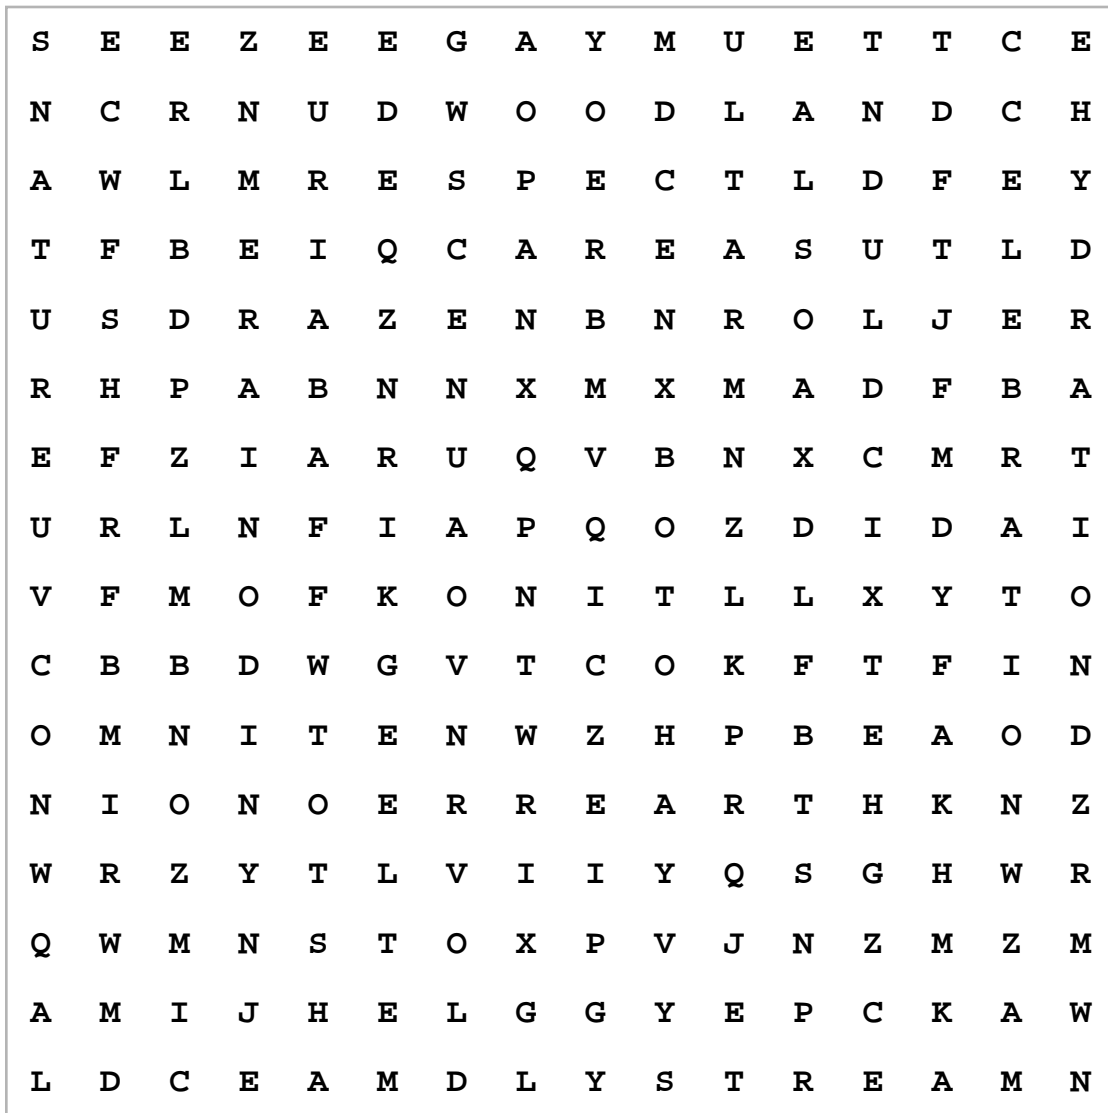 S E E Z E E G A Y M U E T T C E
N C R N U D W O O D L A N D C H
A W L M R E S P E C T L D F E Y
T F B E I Q C A R E A S U T L D
U S D R A Z E N B N R O L J E R
R H P A B N N X M X M A D F B A
E F Z I A R U Q V B N X C M R T
U R L N F I A P Q O Z D I D A I
V F M O F K O N I T L L X Y T O
C B B D W G V T C O K F T F I N
O M N I T E N W Z H P B E A O D
N I O N O E R R E A R T H K N Z
W R Z Y T L V I I Y Q S G H W R
Q W M N S T O X P V J N Z M Z M
A M I J H E L G G Y E P C K A W
L D C E A M D L Y S T R E A M N